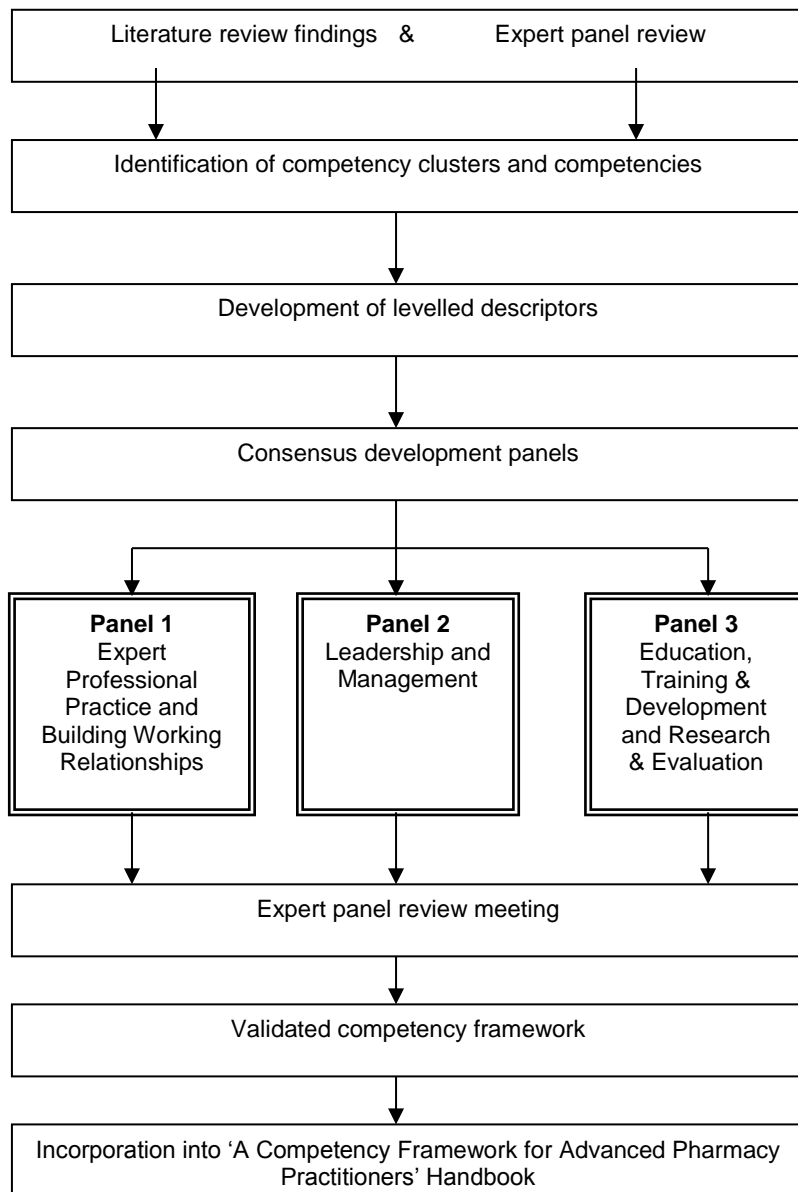 Literature review findings & Expert panel review
Identification of competency clusters and competencies
Development of levelled descriptors
Consensus development panels
Panel 1
Expert
Professional
Practice and
Building Working
Relationships
Panel 2
Leadership and
Management
Panel 3
Education,
Training &
Development
and Research
& Evaluation
Expert panel review meeting
Validated competency framework
Incorporation into ‘A Competency Framework for Advanced Pharmacy
Practitioners’ Handbook